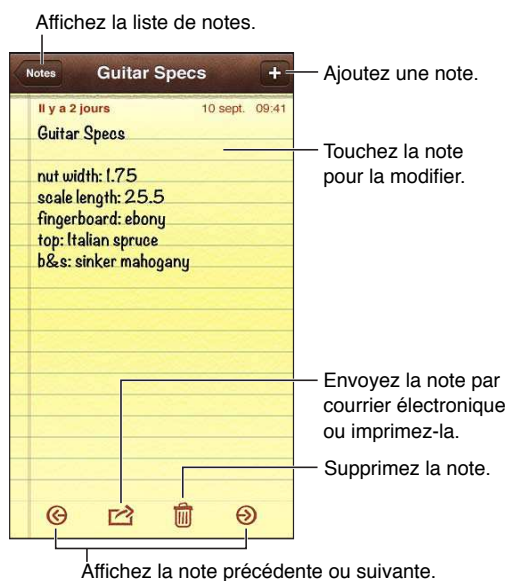 Affichez la liste de notes.
Notes
Guitar Specs
+
Ajoutez une note.
Il y a 2 jours
10 sept. 09:41
Guitar Specs
Touchez la note
pour la modifier.
nut width: 1.75
scale length: 25.5
fingerboard: ebony
top: Italian spruce
b&s: sinker mahogany
Envoyez la note par
courrier électronique
ou imprimez-la.
Supprimez la note.
Affichez la note précédente ou suivante.